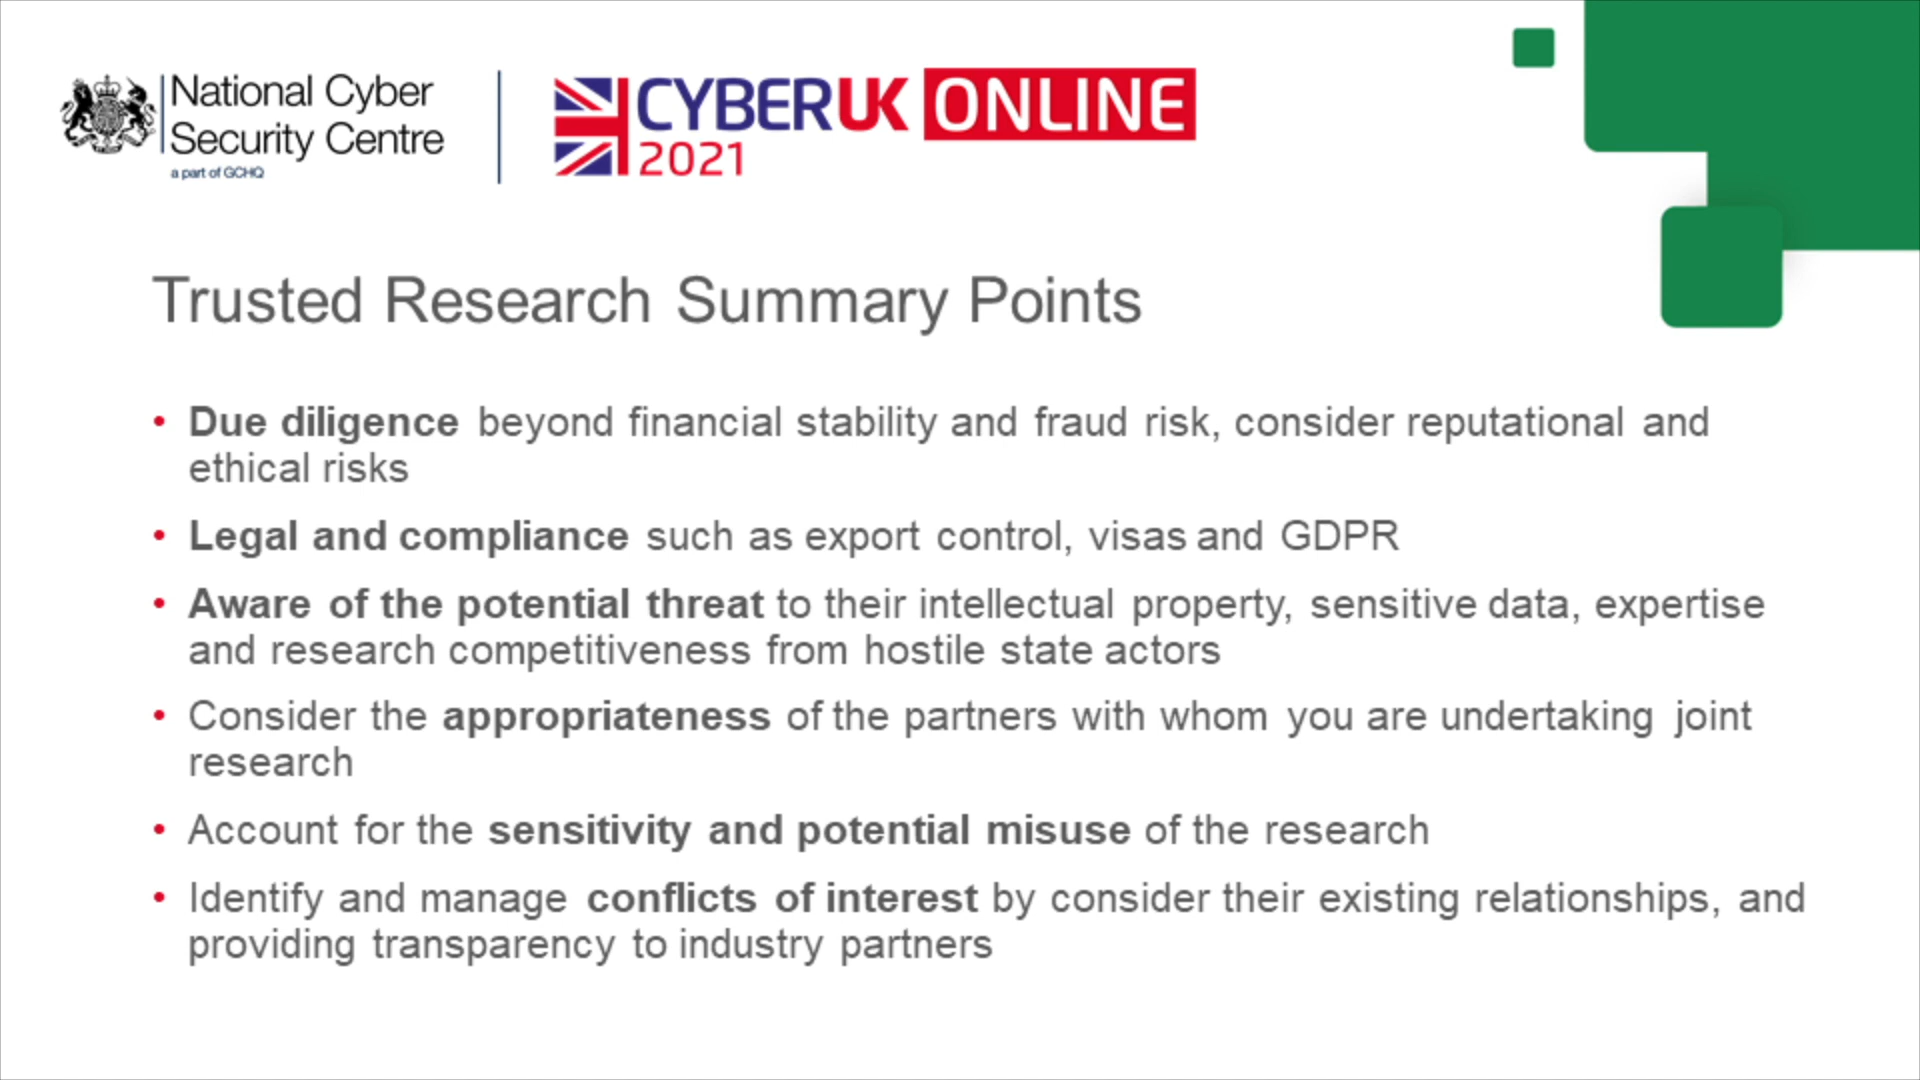 National Cyber
Security Centre
a part of GCHQ
CYBERUK ONLINE
2021
Trusted Research Summary Points
• Due diligence beyond financial stability and fraud risk, consider reputational and
ethical risks
• Legal and compliance such as export control, visas and GDPR
• Aware of the potential threat to their intellectual property, sensitive data, expertise
and research competitiveness from hostile state actors
• Consider the appropriateness of the partners with whom you are undertaking joint
research
• Account for the sensitivity and potential misuse of the research
• Identify and manage conflicts of interest by consider their existing relationships, and
providing transparency to industry partners